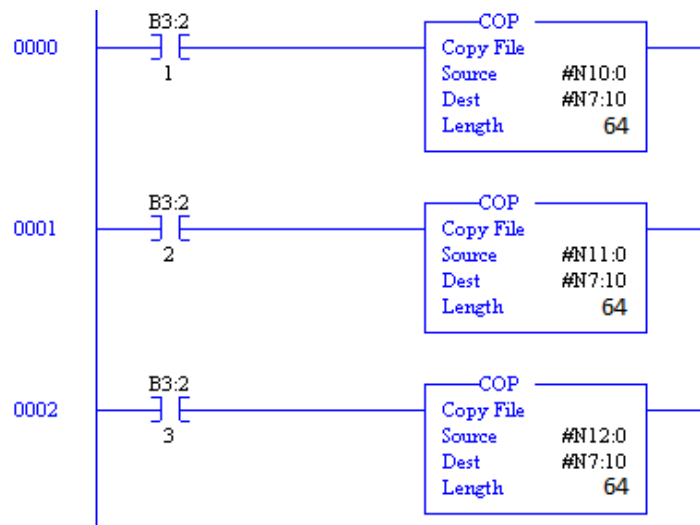 B3:2
COP
0000
Copy File
1
Source #N10:0
Dest #N7:10
Length 64
B3:2
COP
0001
Copy File
2
Source #N11:0
Dest #N7:10
Length 64
B3:2
COP
0002
Copy File
3
Source #N12:0
Dest #N7:10
Length 64